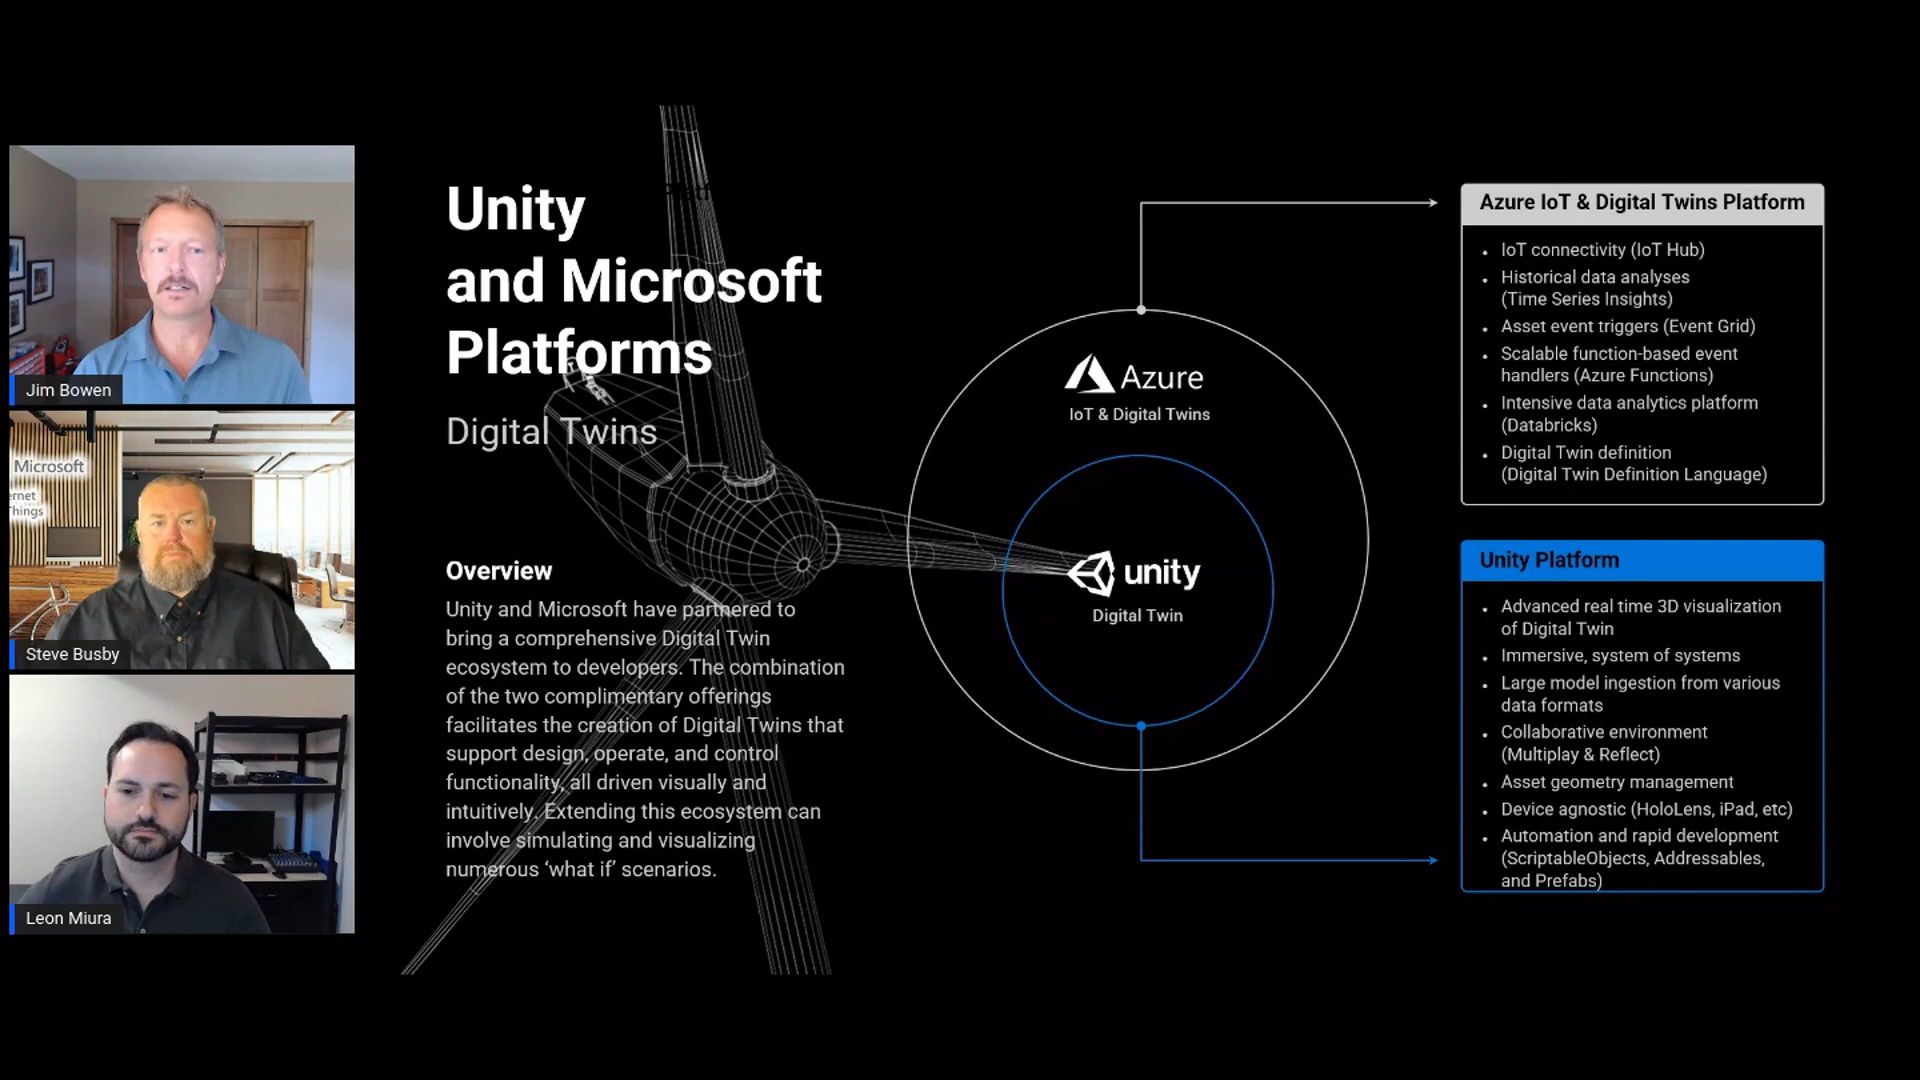 Jim Bowen
Microsoft
ernet
Things
Steve Busby
Leon Miura
Unity
and Microsoft
Platforms
Digital Twins
Overview
Unity and Microsoft have partnered to
bring a comprehensive Digital Twin
ecosystem to developers. The combination
of the two complimentary offerings
facilitates the creation of Digital Twins that
support design, operate, and control
functionality, all driven visually and
intuitively. Extending this ecosystem can
involve simulating and visualizing
numerous ‘what if’ scenarios.
Azure
IoT & Digital Twins
unity
Digital Twin
Azure IoT & Digital Twins Platform
• IoT connectivity (IoT Hub)
• Historical data analyses
(Time Series Insights)
• Asset event triggers (Event Grid)
• Scalable function-based event
handlers (Azure Functions)
• Intensive data analytics platform
(Databricks)
• Digital Twin definition
(Digital Twin Definition Language)
Unity Platform
• Advanced real time 3D visualization
of Digital Twin
• Immersive, system of systems
• Large model ingestion from various
data formats
• Collaborative environment
(Multiplay & Reflect)
• Asset geometry management
• Device agnostic (HoloLens, iPad, etc)
• Automation and rapid development
(ScriptableObjects, Addressables,
and Prefabs)